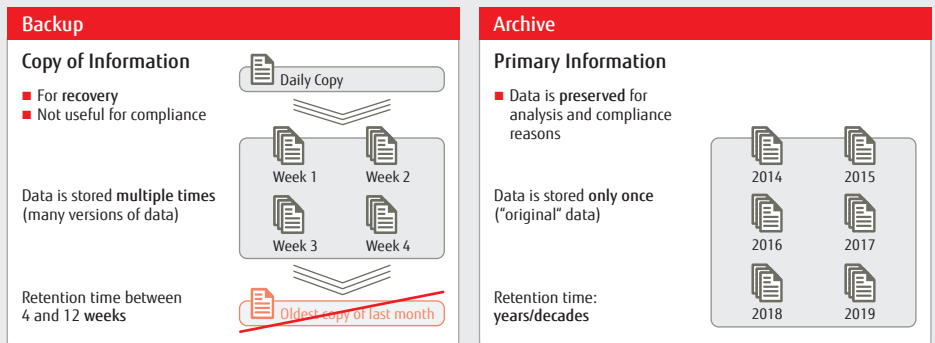 Backup
Copy of Information
For recovery
Not useful for compliance
Daily Copy
Data is stored multiple times
(many versions of data)
Week 1
Week 2
Week 3
Week 4
Retention time between
4 and 12 weeks
Oldest copy of last month
Archive
Primary Information
Data is preserved for
analysis and compliance
reasons
Data is stored only once
("original" data)
2014
2015
2016
2017
2018
2019
Retention time:
years/decades